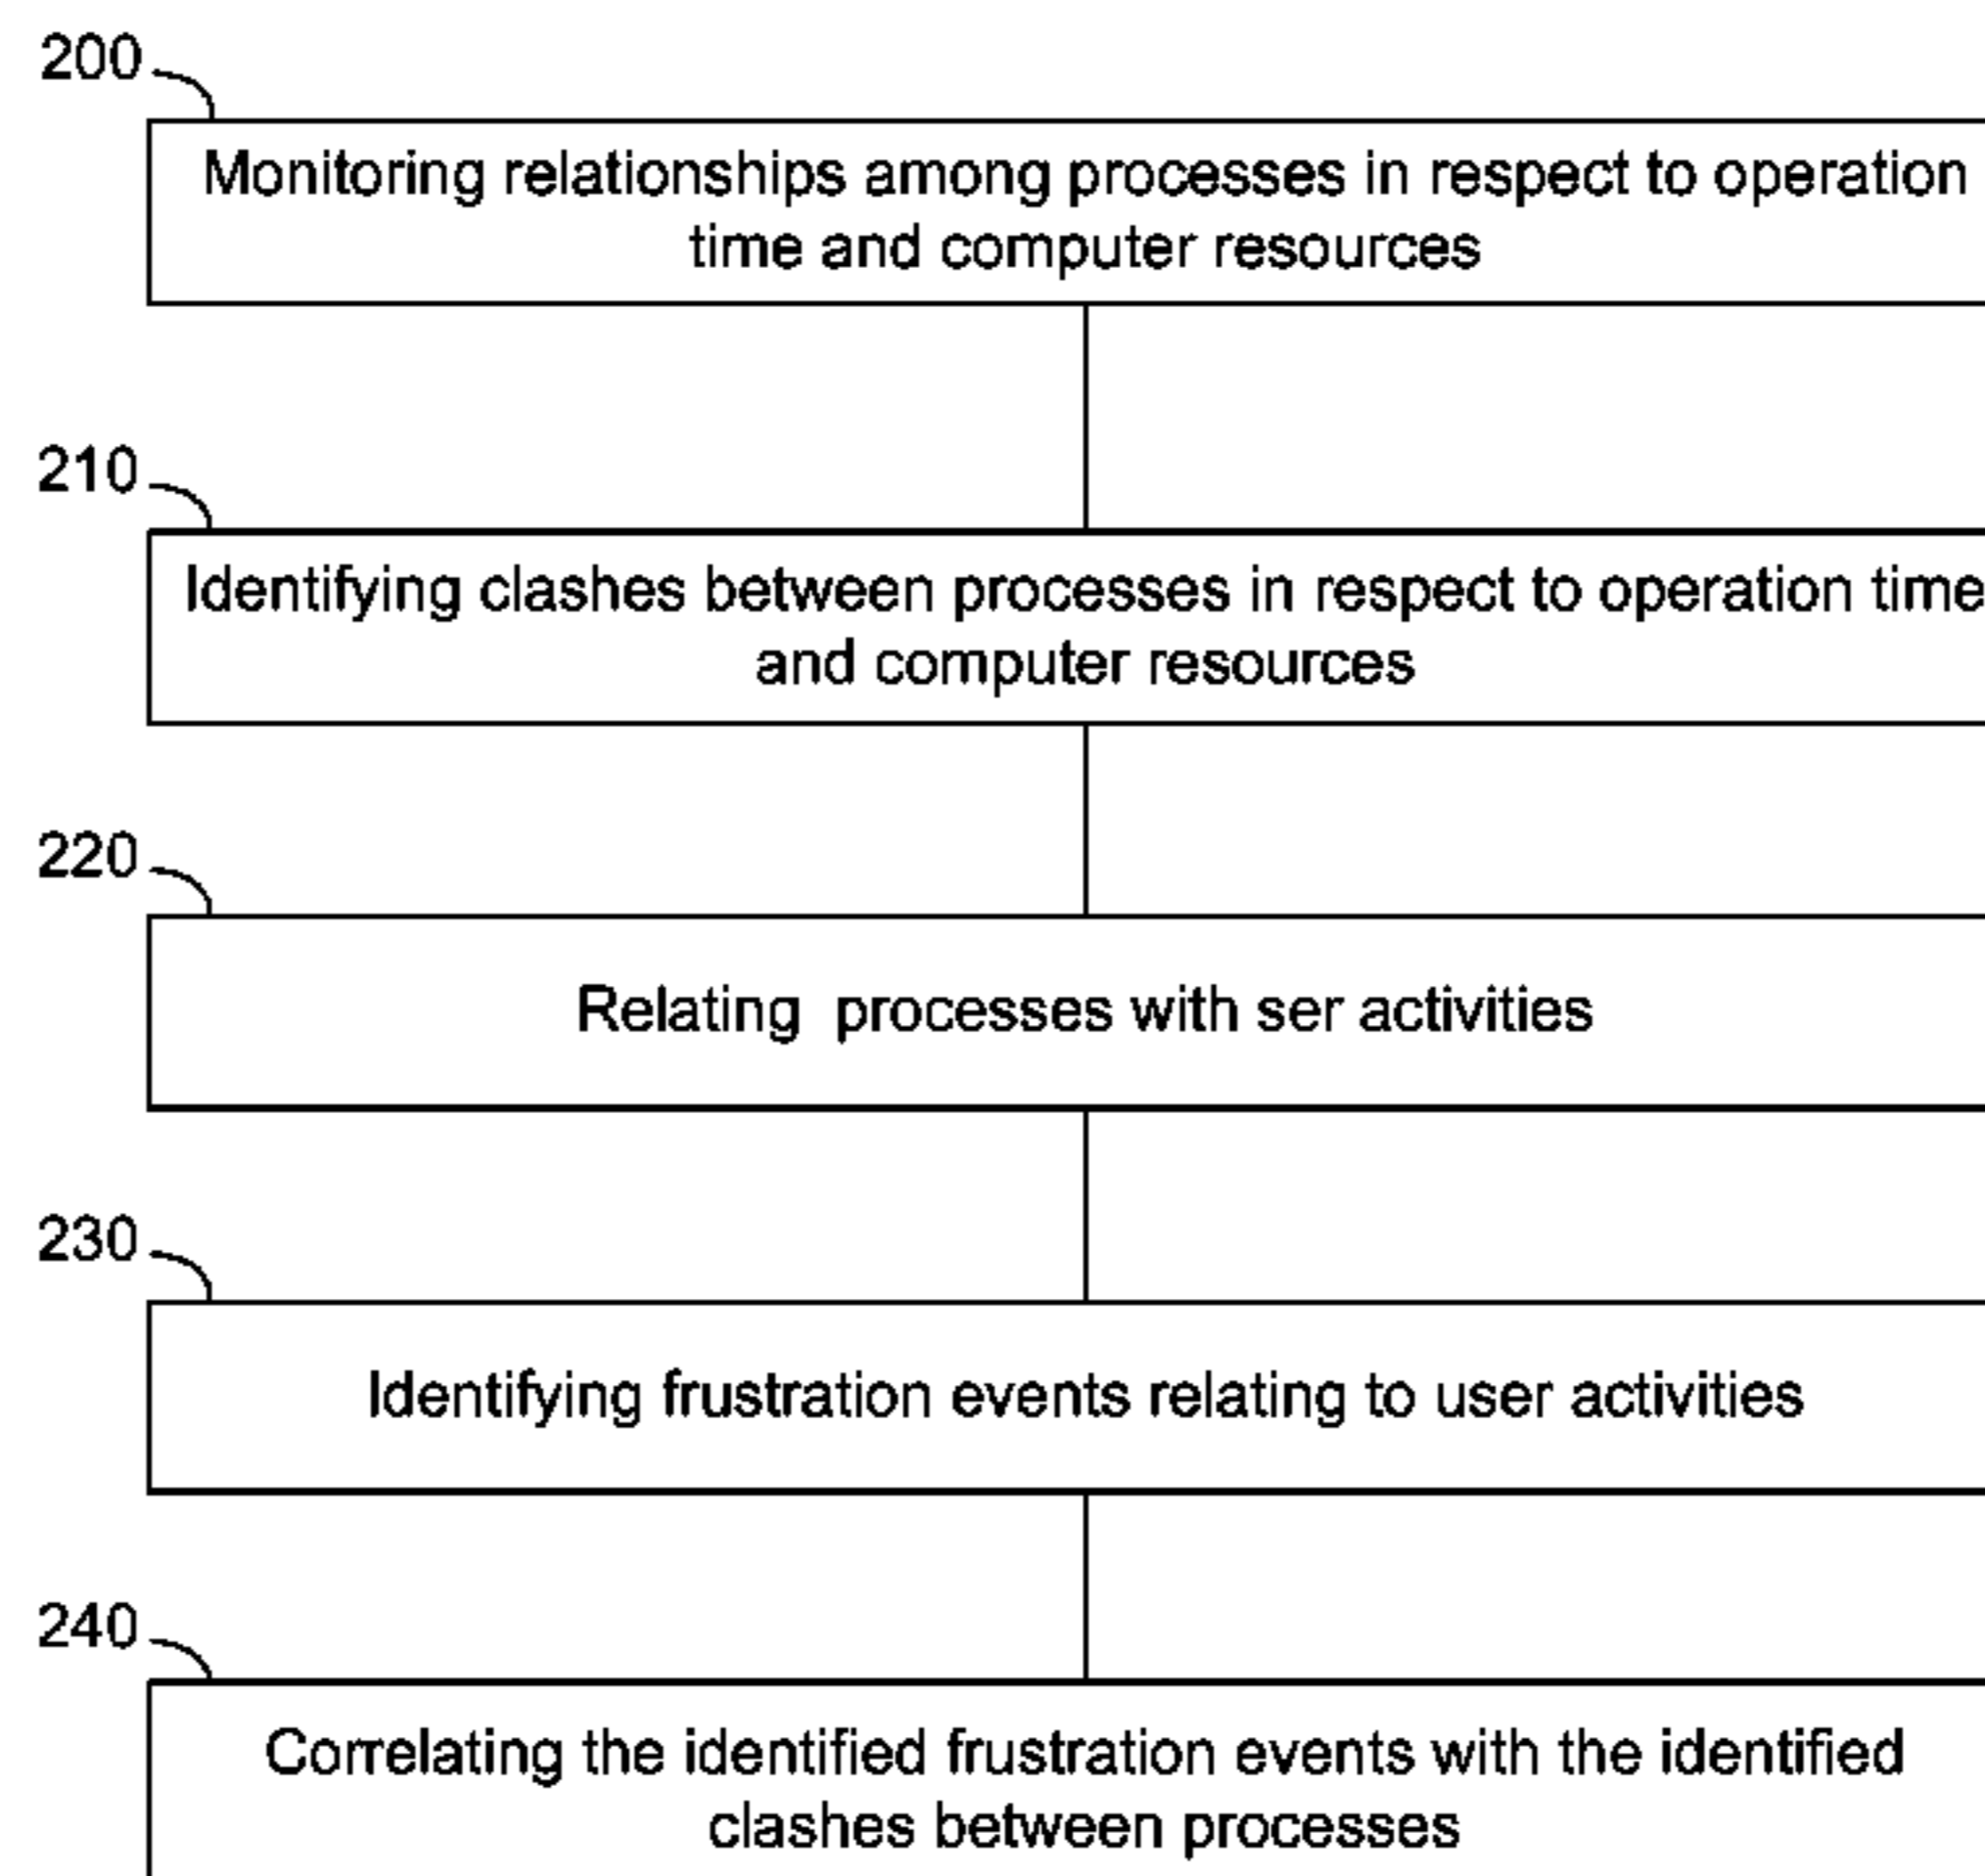 200
Monitoring relationships among processes in respect to operation
time and computer resources
210
Identifying clashes between processes in respect to operation time
and computer resources
220
Relating processes with ser activities
230
Identifying frustration events relating to user activities
240
Correlating the identified frustration events with the identified
clashes between processes